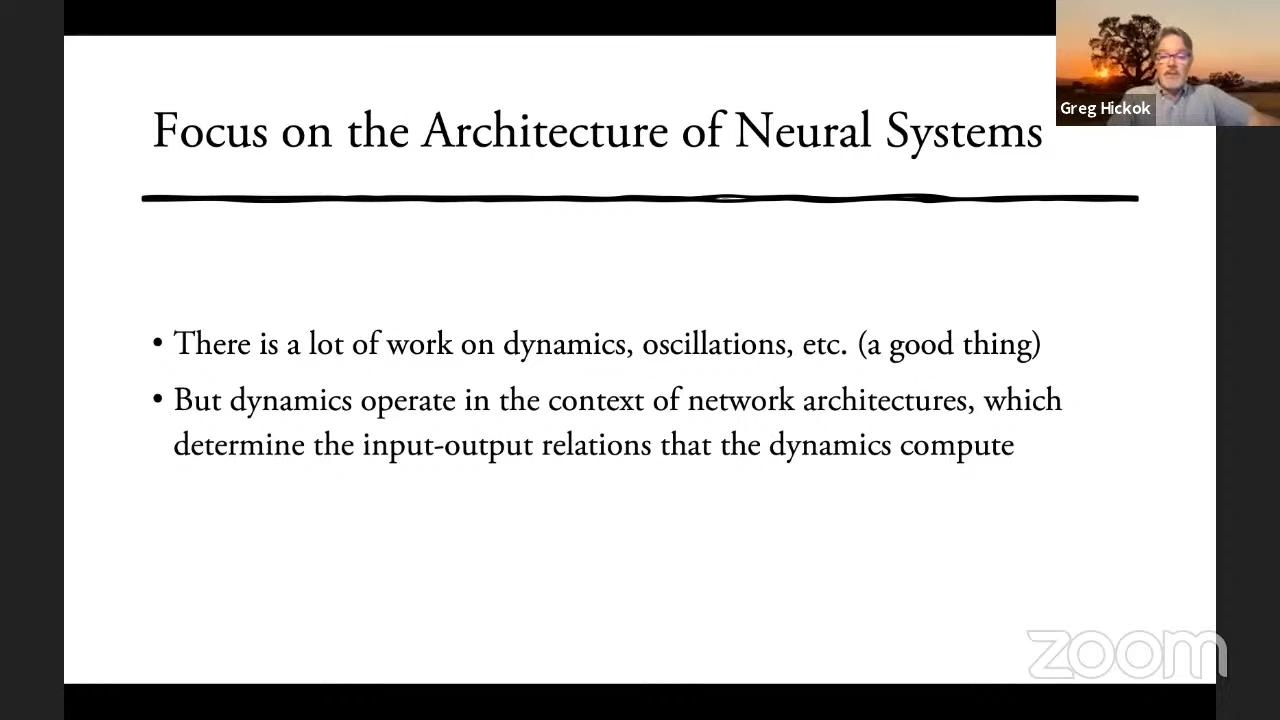 Focus on the Architecture of Neural Systems
Greg Hickok
• There is a lot of work on dynamics, oscillations, etc. (a good thing)
• But dynamics operate in the context of network architectures, which
determine the input-output relations that the dynamics compute
zoom